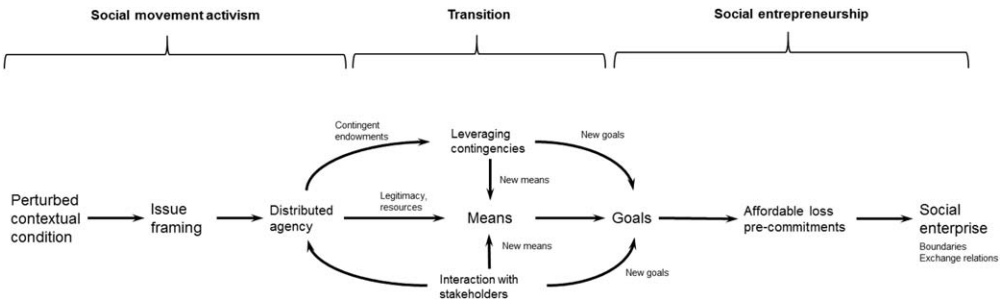 Social movement activism
Transition
Social entrepreneurship
Contingent
endowments
Leveraging
contingencies
New goals
New means
Perturbed
contextual
condition
Issue
framing
Distributed
agency
Legitimacy,
resources
Means
Goals
Affordable loss
pre-commitments
Social
enterprise
Boundaries
Exchange relations
New means
Interaction with
stakeholders
New goals